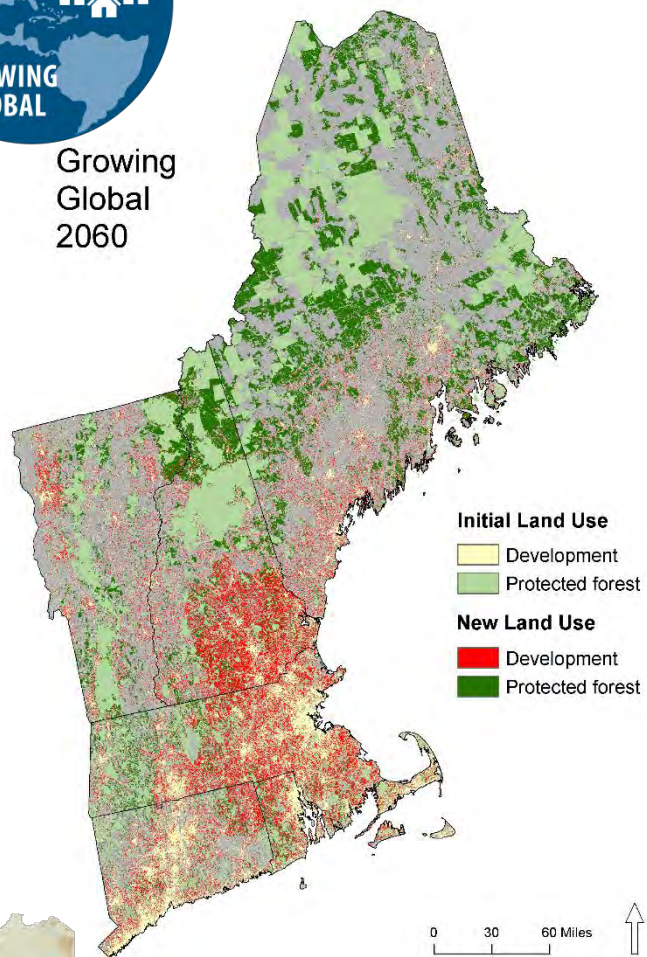 OBAL
Growing
Global
2060
Initial Land Use
Development
Protected forest
New Land Use
Development
Protected forest
0 30 60 Miles